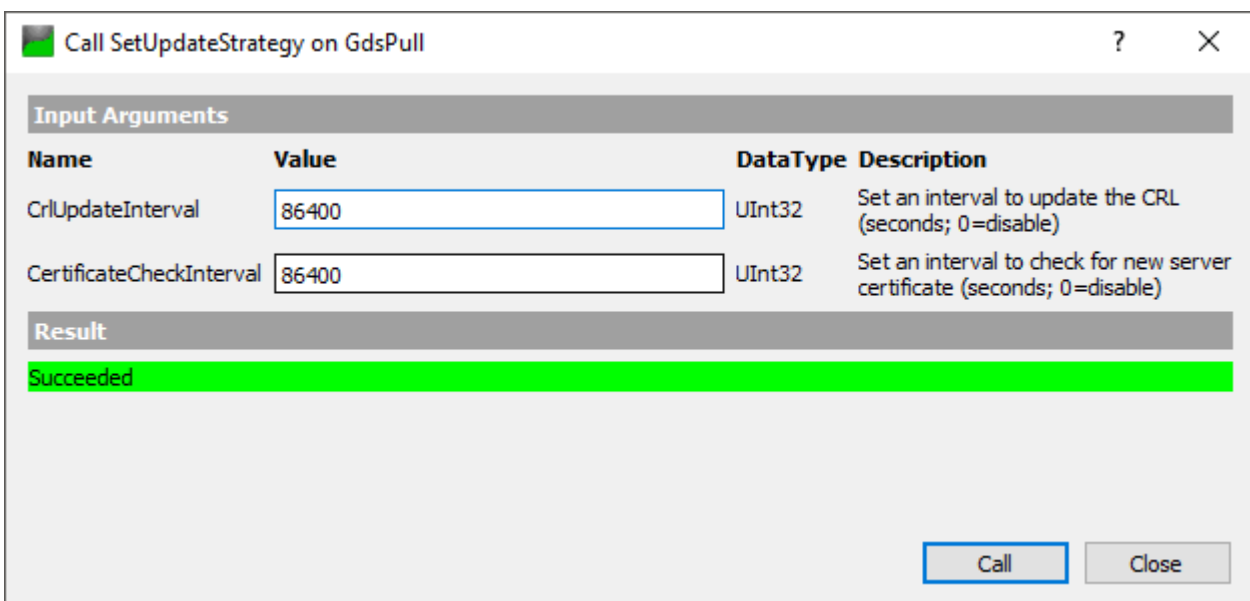 Call SetUpdateStrategy on GdsPull ?
Input Arguments
Name Value DataType Description
CrlUpdateInterval 86400 UInt32 Set an interval to update the CRL
(seconds; 0=disable)
CertificateCheckInterval 86400 UInt32 Set an interval to check for new server
certificate (seconds; 0=disable)
Result
Succeeded
Call Close